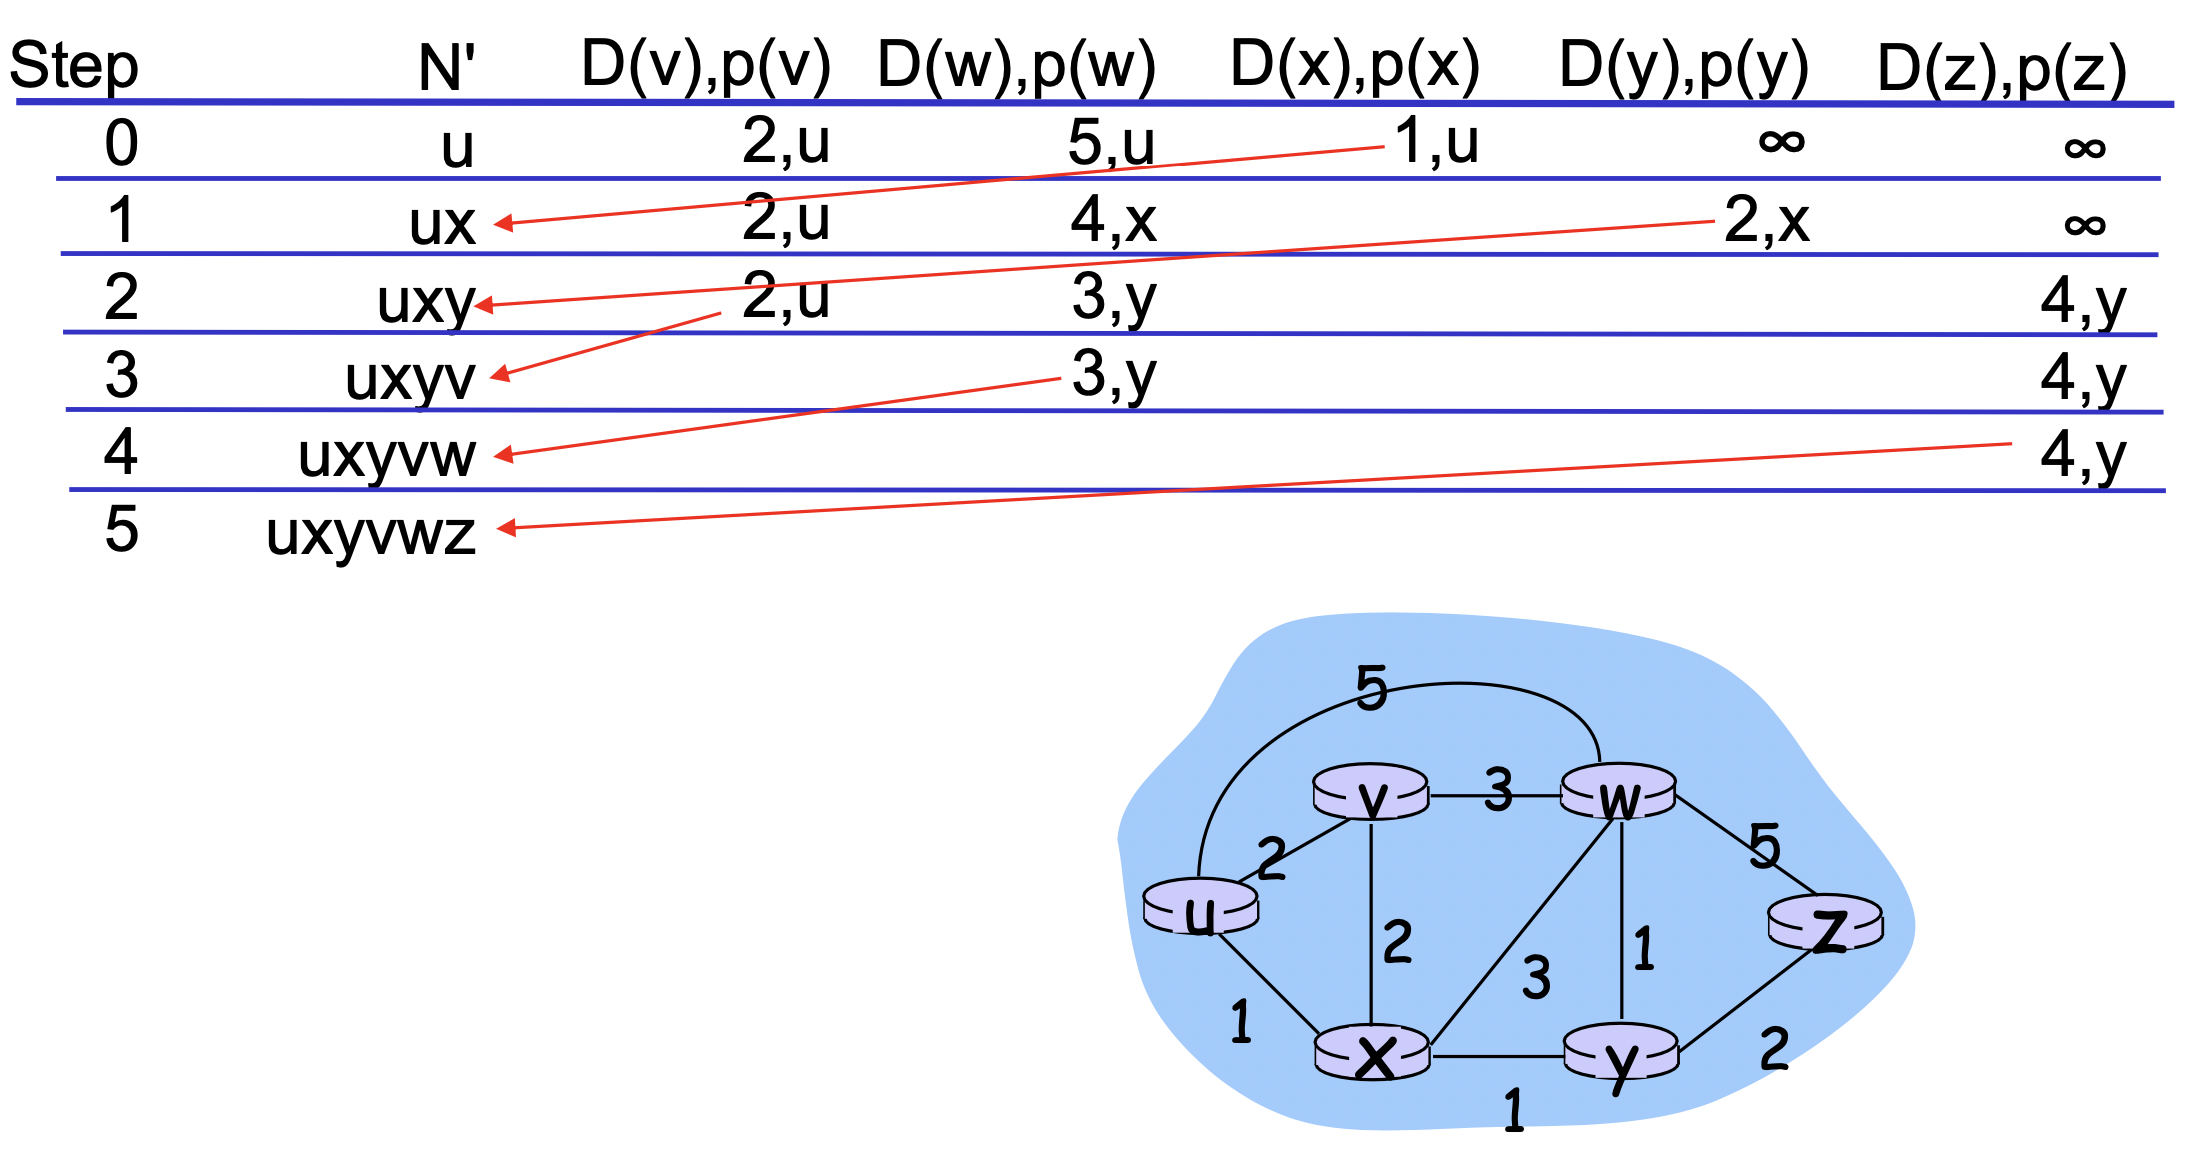 Step N' D(v),p(v) D(w),p(w) D(x),p(x) D(y),p(y) D(z),p(z)
0 u 2,u 5,u 1,u ∞ ∞
1 ux 2,u 4,x 2,x ∞
2 uxy 2,u 3,y 4,y
3 uxyv 3,y 4,y
4 uxyvw 4,y
5 uxyvwz
5
v 3 w
2 5
u z
2 3 1
1 2
x y
1